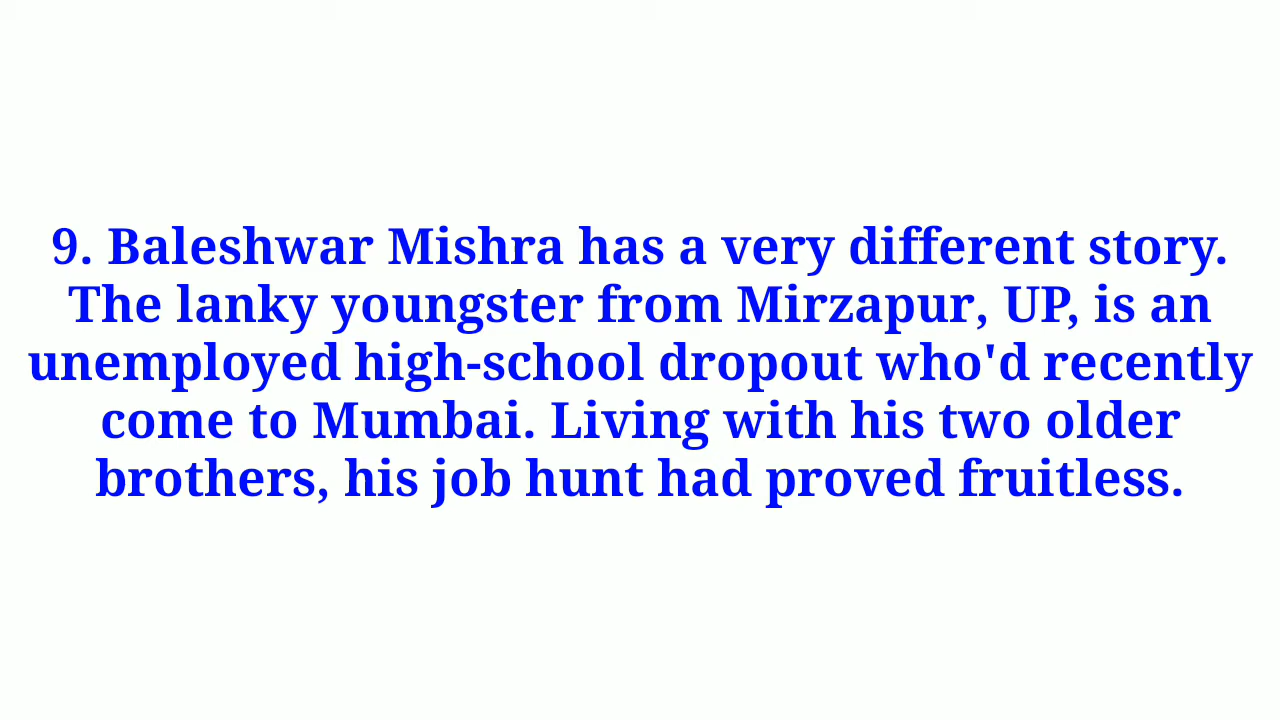 9. Baleshwar Mishra has a very different story.
The lanky youngster from Mirzapur, UP, is an
unemployed high-school dropout who'd recently
come to Mumbai. Living with his two older
brothers, his job hunt had proved fruitless.